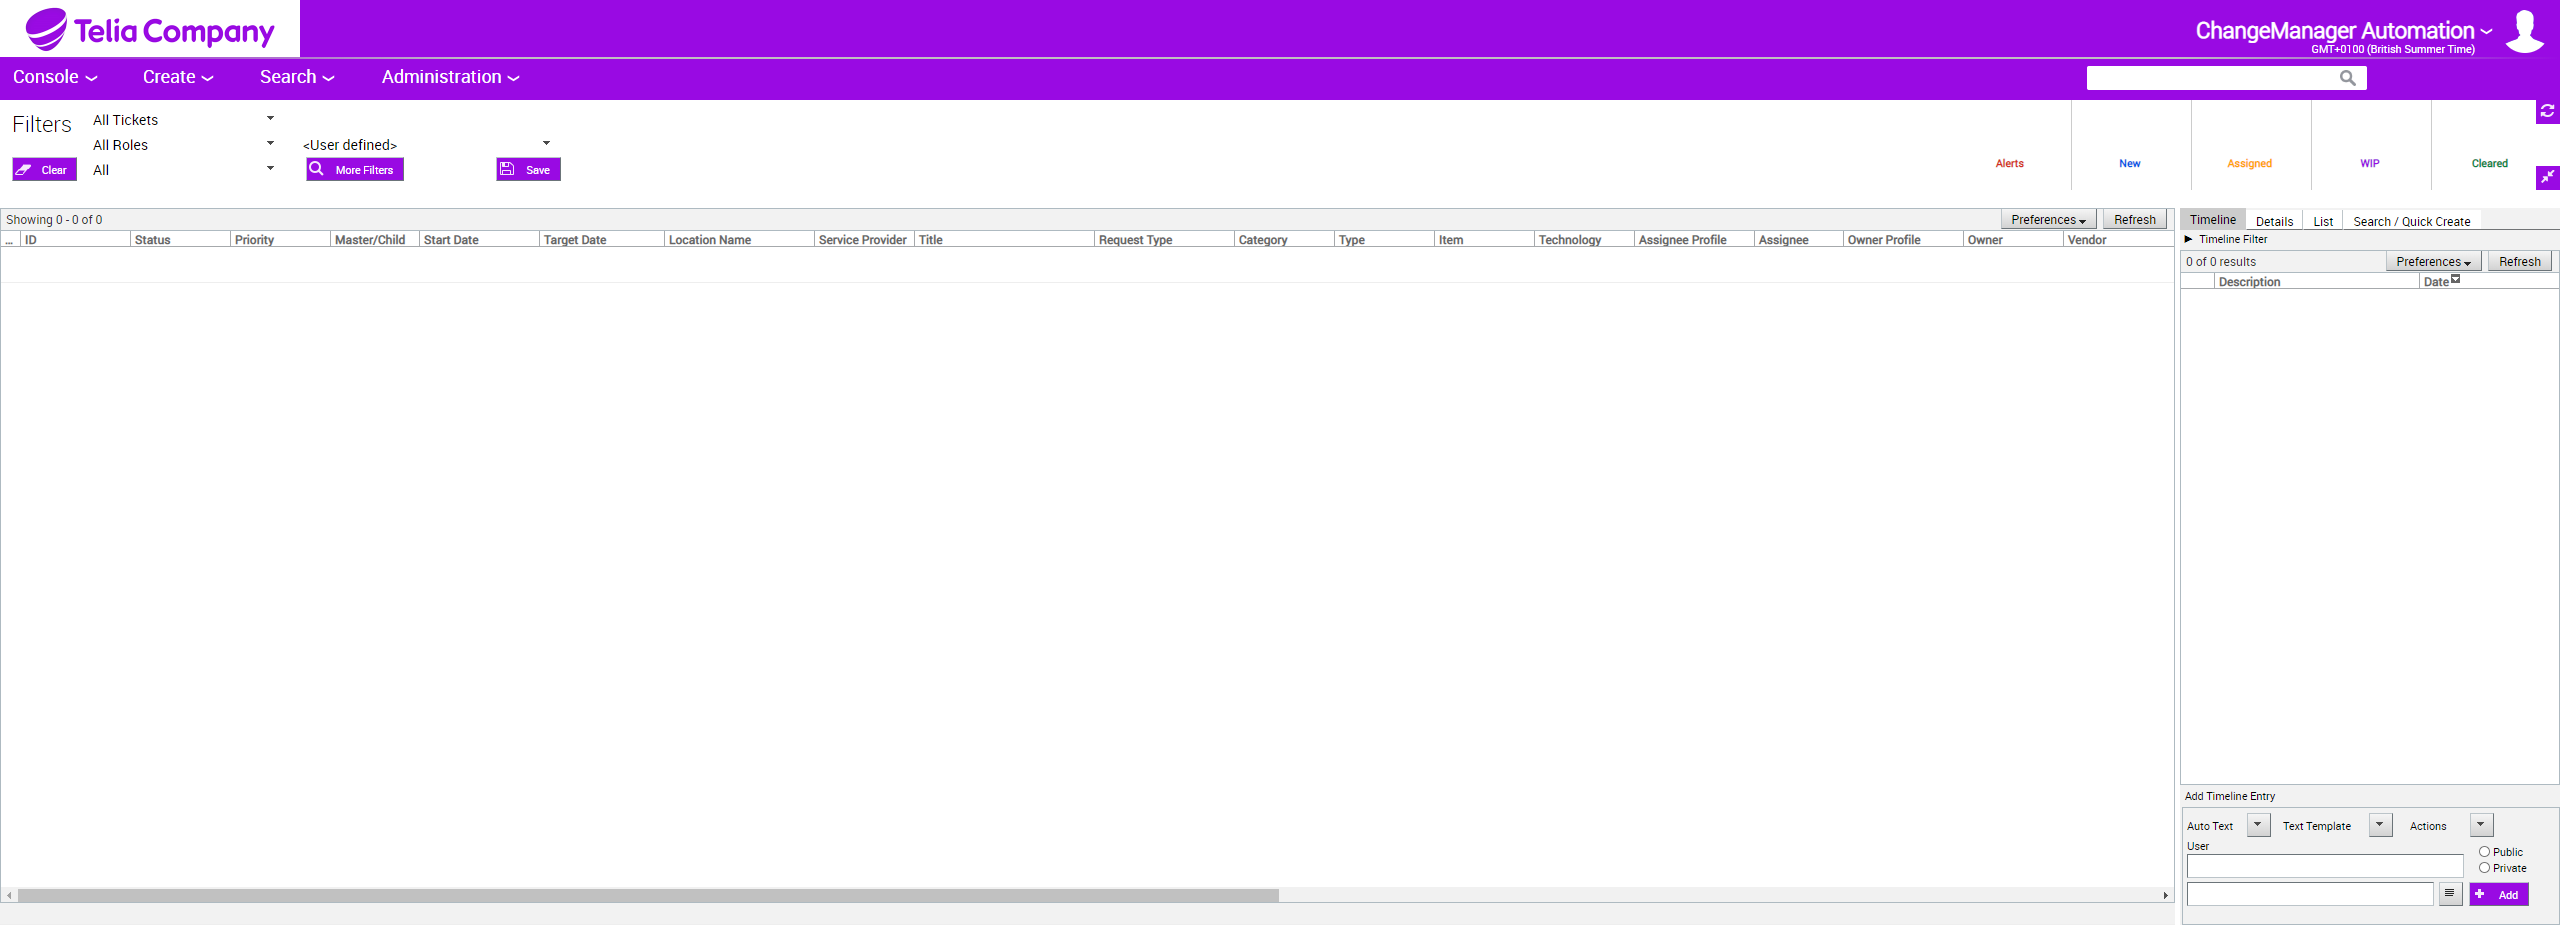 Telia Company
ChangeManager Automation
GMT+0100 (British Summer Time)
Console Create Search Administration
Filters
All Tickets
All Roles
<User defined>
Clear
All
More Filters
Save
Alerts
New
Assigned
WIP
Cleared
Showing 0 - 0 of 0
Preferences
Refresh
... ID Status Priority Master/Child Start Date Target Date Location Name Service Provider Title Request Type Category Type Item Technology Assignee Profile Assignee Owner Profile Owner Vendor
Timeline Details List Search / Quick Create
Timeline Filter
0 of 0 results
Preferences
Refresh
Description Date
Add Timeline Entry
Auto Text Text Template Actions
User
Public
Private
Add